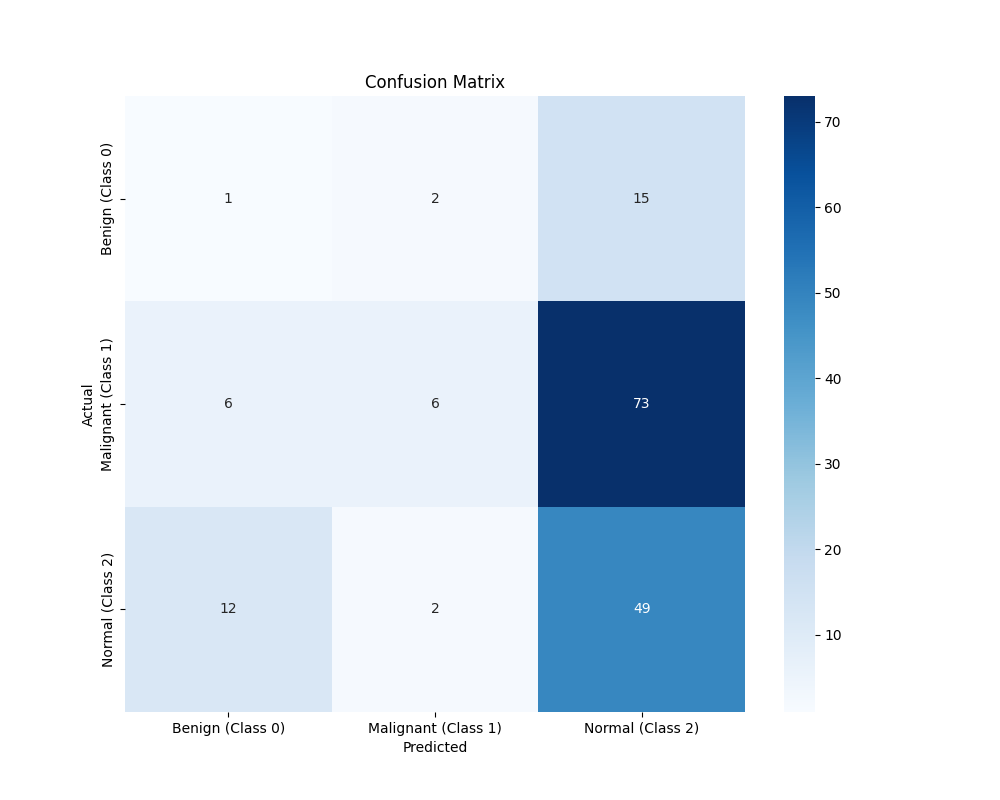 Confusion Matrix
Actual
Benign (Class 0)
Malignant (Class 1)
Normal (Class 2)
1 2 15
6 6 73
12 2 49
Benign (Class 0) Malignant (Class 1) Normal (Class 2)
Predicted
70
60
50
40
30
20
10